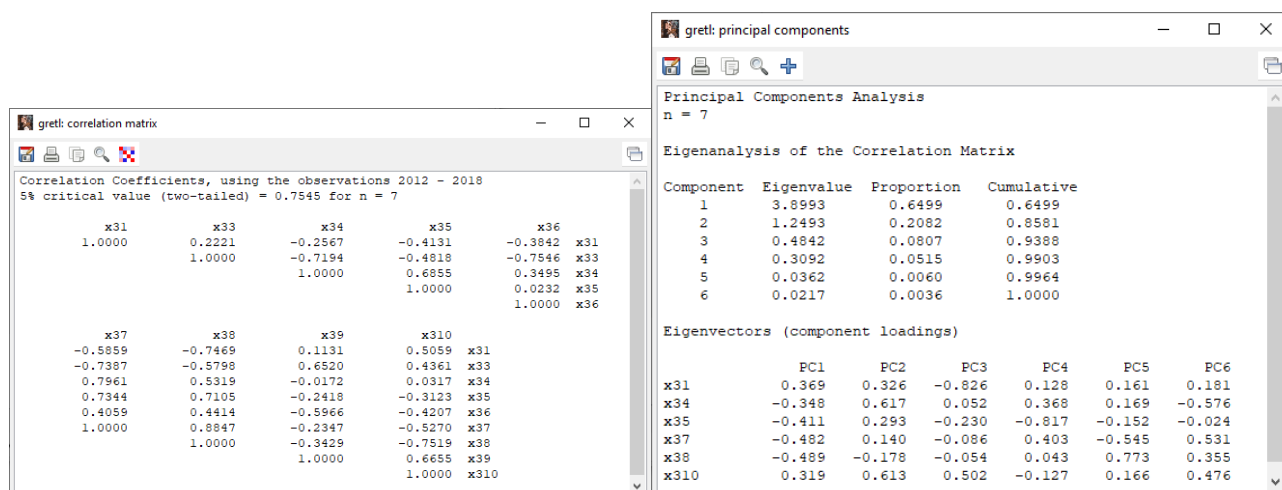 gretl: correlation matrix
Correlation Coefficients, using the observations 2012 - 2018
5% critical value (two-tailed) = 0.7545 for n = 7
x31 x33 x34 x35 x36
1.0000 0.2221 -0.2567 -0.4131 -0.3842 x31
1.0000 -0.7194 -0.4818 -0.7546 x33
1.0000 0.6855 0.3495 x34
1.0000 0.0232 x35
1.0000 x36
x37 x38 x39 x310
-0.5859 -0.7469 0.1131 0.5059 x31
-0.7387 -0.5798 0.6520 0.4361 x33
0.7961 0.5319 -0.0172 0.0317 x34
0.7344 0.7105 -0.2418 -0.3123 x35
0.4059 0.4414 -0.5966 -0.4207 x36
1.0000 0.8847 -0.2347 -0.5270 x37
1.0000 -0.3429 -0.7519 x38
1.0000 0.6655 x39
1.0000 x310
gretl: principal components
Principal Components Analysis
n = 7
Eigenanalysis of the Correlation Matrix
Component Eigenvalue Proportion Cumulative
1 3.8993 0.6499 0.6499
2 1.2493 0.2082 0.8581
3 0.4842 0.0807 0.9388
4 0.3092 0.0515 0.9903
5 0.0362 0.0060 0.9964
6 0.0217 0.0036 1.0000
Eigenvectors (component loadings)
PC1 PC2 PC3 PC4 PC5 PC6
x31 0.369 0.326 -0.826 0.128 0.161 0.181
x34 -0.348 0.617 0.052 0.368 0.169 -0.576
x35 -0.411 0.293 -0.230 -0.817 -0.152 -0.024
x37 -0.482 0.140 -0.086 0.403 -0.545 0.531
x38 -0.489 -0.178 -0.054 0.043 0.773 0.355
x310 0.319 0.613 0.502 -0.127 0.166 0.476